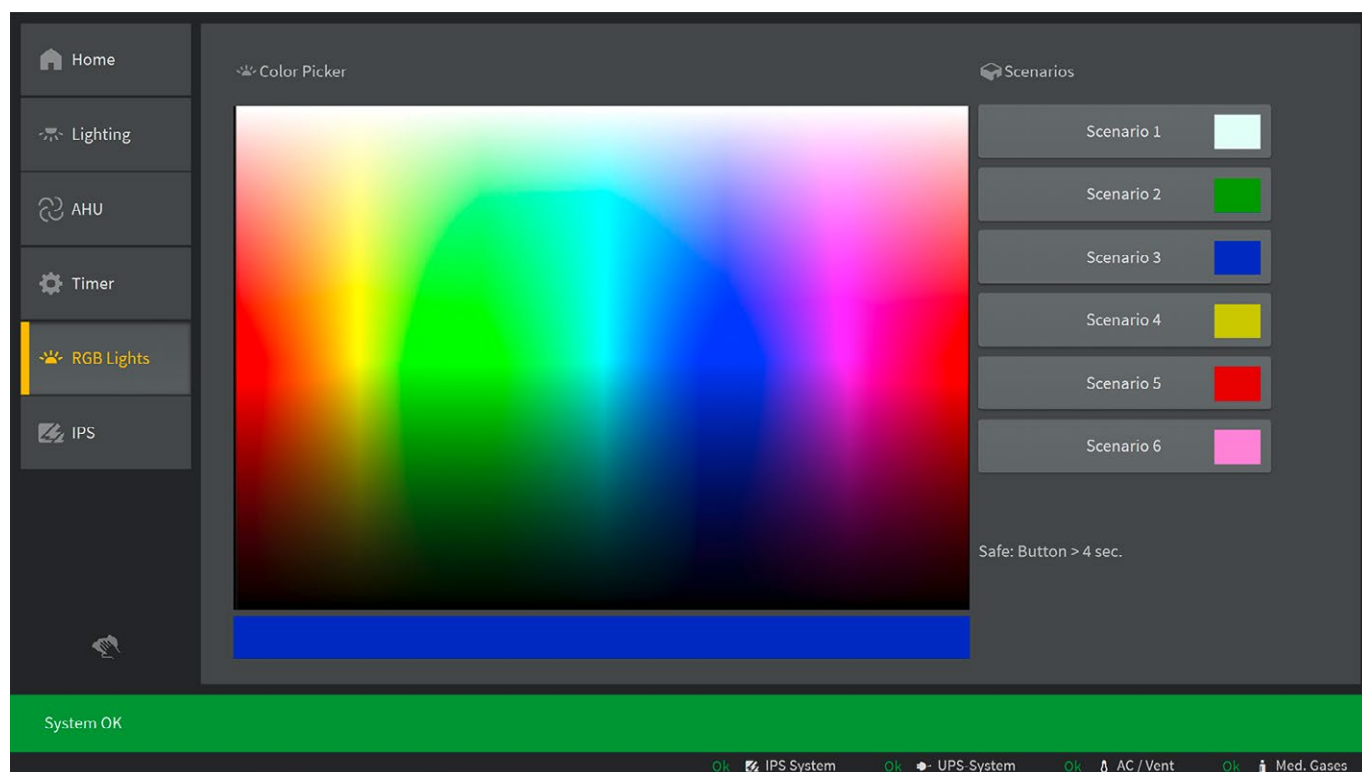 Home
Lighting
AHU
Timer
RGB Lights
IPS
Color Picker
Scenarios
Scenario 1
Scenario 2
Scenario 3
Scenario 4
Scenario 5
Scenario 6
Safe: Button > 4 sec.
System OK
Ok IPS System Ok UPS-System Ok AC / Vent Ok Med. Gases